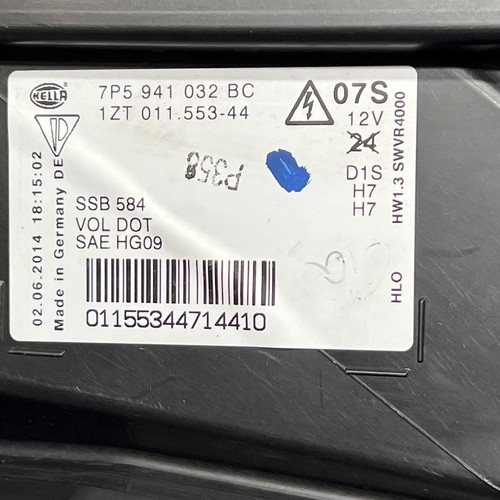 HELLA
7P5 941 032 BC
1ZT 011.553-44
07S
12V
24
D1S
H7
H7
HW1.3 SWVR4000
HLO
P358
SSB 584
VOL DOT
SAE HG09
02.06.2014 18:15:02
Made in Germany DE
01155344714410